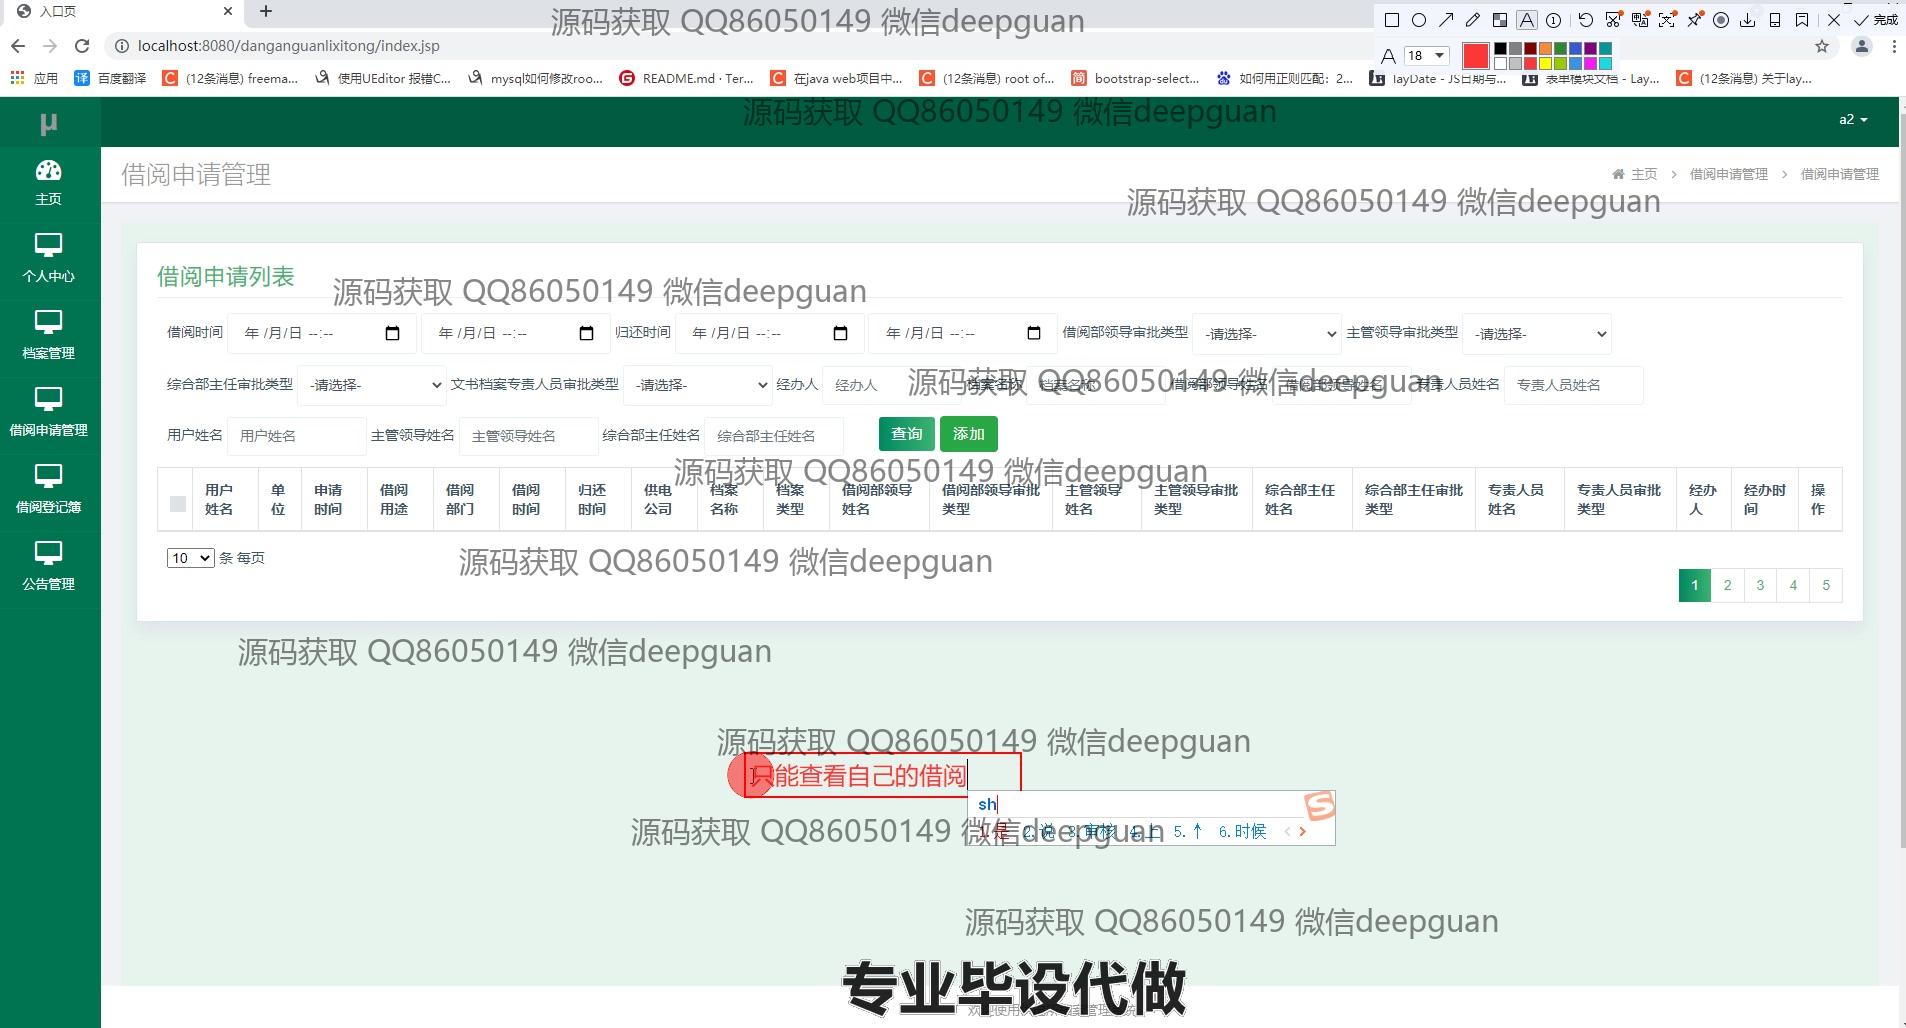 入口页
源码获取 QQ86050149 微信deepguan
完成
localhost:8080/danganguanlixitong/index.jsp
18
应用
百度翻译
(12条消息) freema...
使用UEditor 报错C...
mysql如何修改roo...
README.md · Ter...
在java web项目中...
(12条消息) root of...
bootstrap-select...
如何用正则匹配：2...
layDate - JS日期与...
表单模块文档 - Lay...
(12条消息) 关于lay...
源码获取 QQ86050149 微信deepguan
μ
a2
主页
个人中心
档案管理
借阅申请管理
借阅登记簿
公告管理
借阅申请管理
主页 > 借阅申请管理 > 借阅申请管理
源码获取 QQ86050149 微信deepguan
借阅申请列表
源码获取 QQ86050149 微信deepguan
借阅时间 年/月/日 --:-- 年/月/日 --:-- 归还时间 年/月/日 --:-- 年/月/日 --:-- 借阅部领导审批类型 -请选择- 主管领导审批类型 -请选择-
综合部主任审批类型 -请选择- 文书档案专责人员审批类型 -请选择- 经办人 经办人 档案名称 档案名称 借阅部领导姓名 借阅部领导姓名 专责人员姓名 专责人员姓名
源码获取 QQ86050149 微信deepguan
用户姓名 用户姓名 主管领导姓名 主管领导姓名 综合部主任姓名 综合部主任姓名 查询 添加
源码获取 QQ86050149 微信deepguan
用户姓名 单位 申请时间 借阅用途 借阅部门 借阅时间 归还时间 供电公司 档案名称 档案类型 借阅部领导姓名 借阅部领导审批类型 主管领导姓名 主管领导审批类型 综合部主任姓名 综合部主任审批类型 专责人员姓名 专责人员审批类型 经办人 经办时间 操作
10 条 每页
源码获取 QQ86050149 微信deepguan
1 2 3 4 5
源码获取 QQ86050149 微信deepguan
源码获取 QQ86050149 微信deepguan
只能查看自己的借阅
sh
1.是 2.说 3.审核 4.上 5.↑ 6.时候
源码获取 QQ86050149 微信deepguan
源码获取 QQ86050149 微信deepguan
专业毕设代做